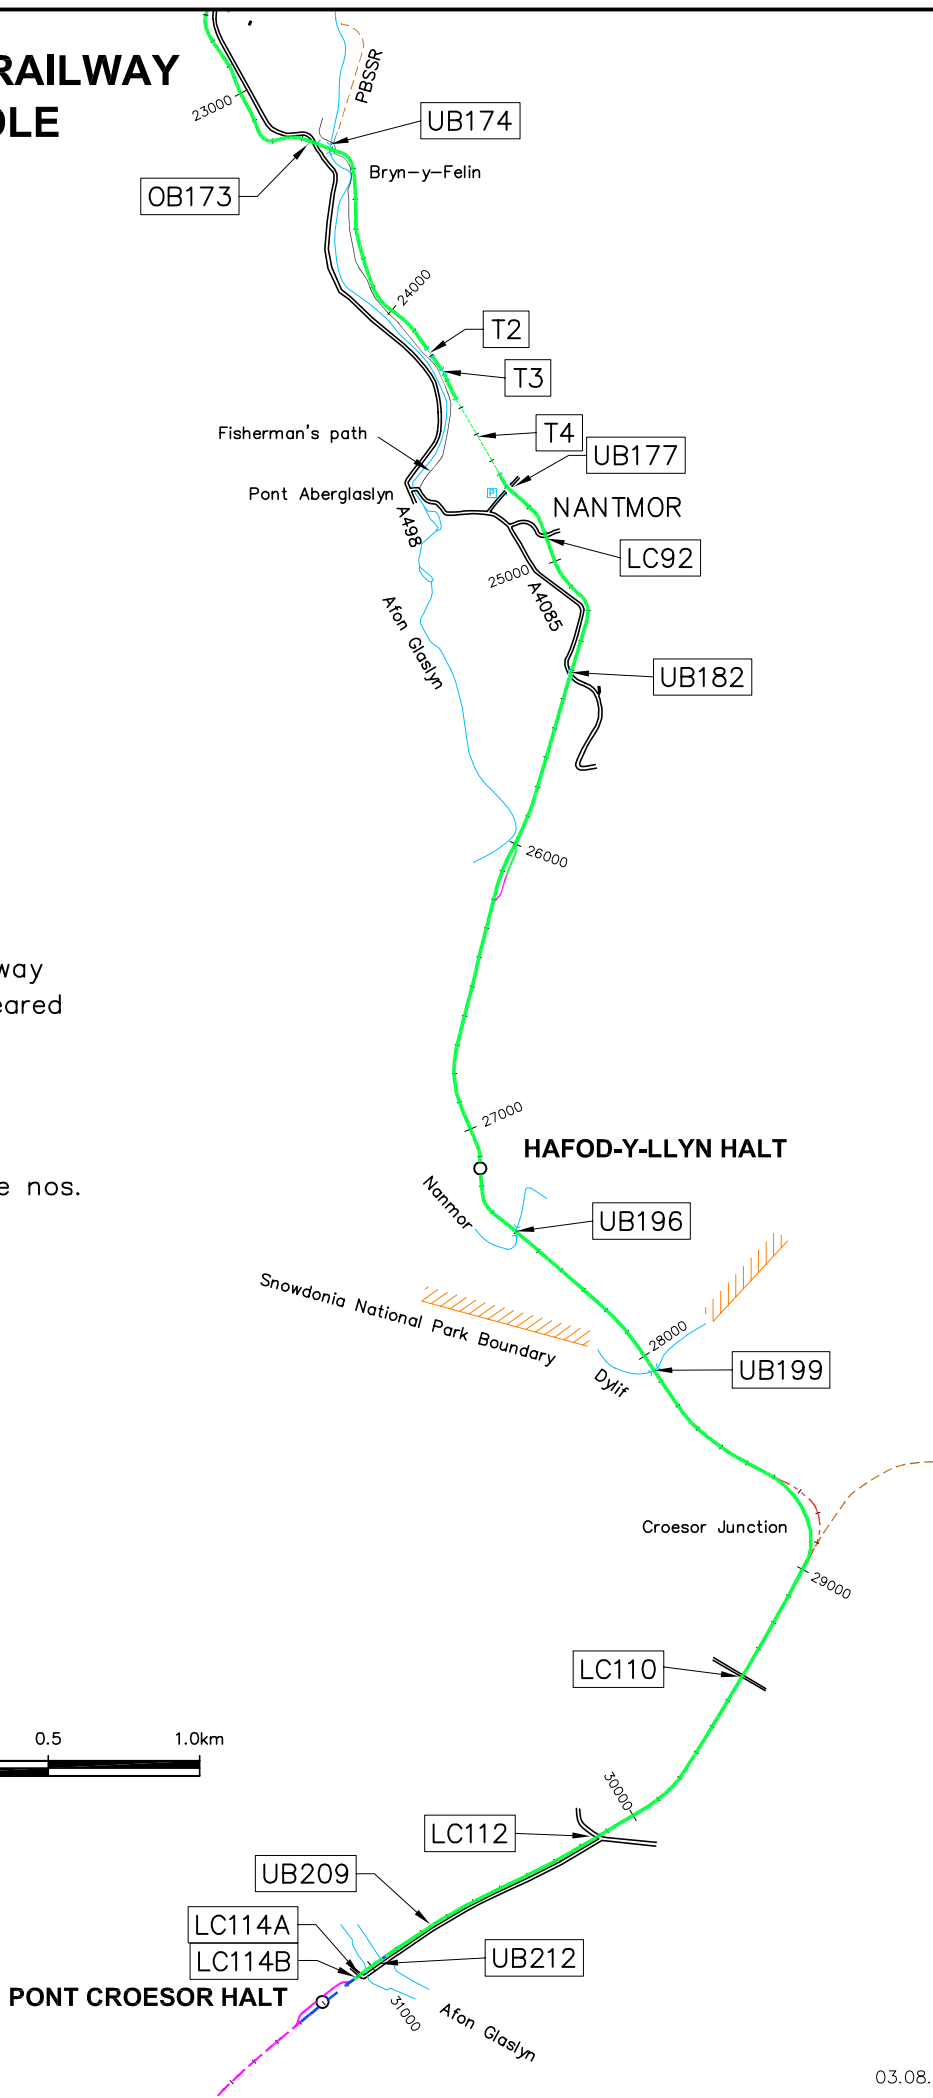 RAILWAY
OLE
PBSSR
23000
UB174
Bryn-y-Felin
OB173
24000
T2
T3
T4
Fisherman's path
UB177
Pont Aberglaslyn
P
NANTMOR
A498
LC92
25000
A4085
Afon Glaslyn
UB182
26000
way
eared
27000
HAFOD-Y-LLYN HALT
e nos.
Nanmor
UB196
Snowdonia National Park Boundary
28000
UB199
Dylif
Croesor Junction
29000
LC110
0.5 1.0km
30000
LC112
UB209
LC114A
LC114B
UB212
PONT CROESOR HALT
31000
Afon Glaslyn
03.08.